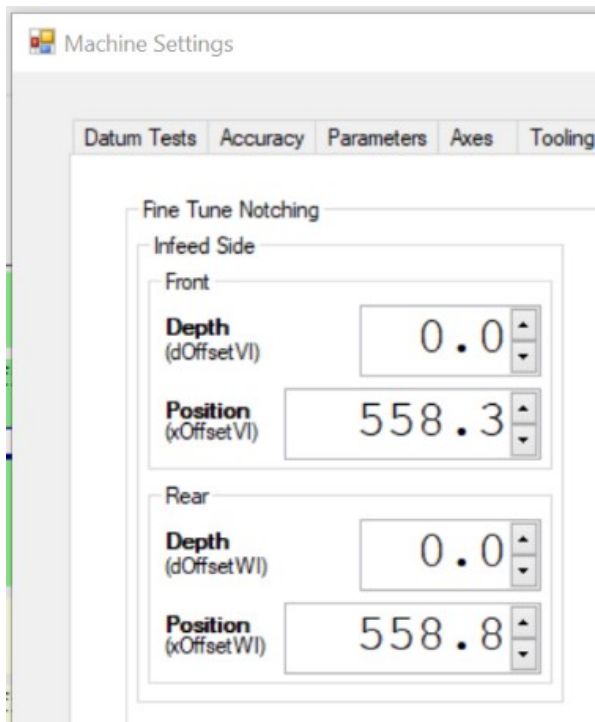 Machine Settings
Datum Tests Accuracy Parameters Axes Tooling
Fine Tune Notching
Infeed Side
Front
Depth
(dOffsetVI)
0.0
Position
(xOffsetVI)
558.3
Rear
Depth
(dOffsetWI)
0.0
Position
(xOffsetWI)
558.8